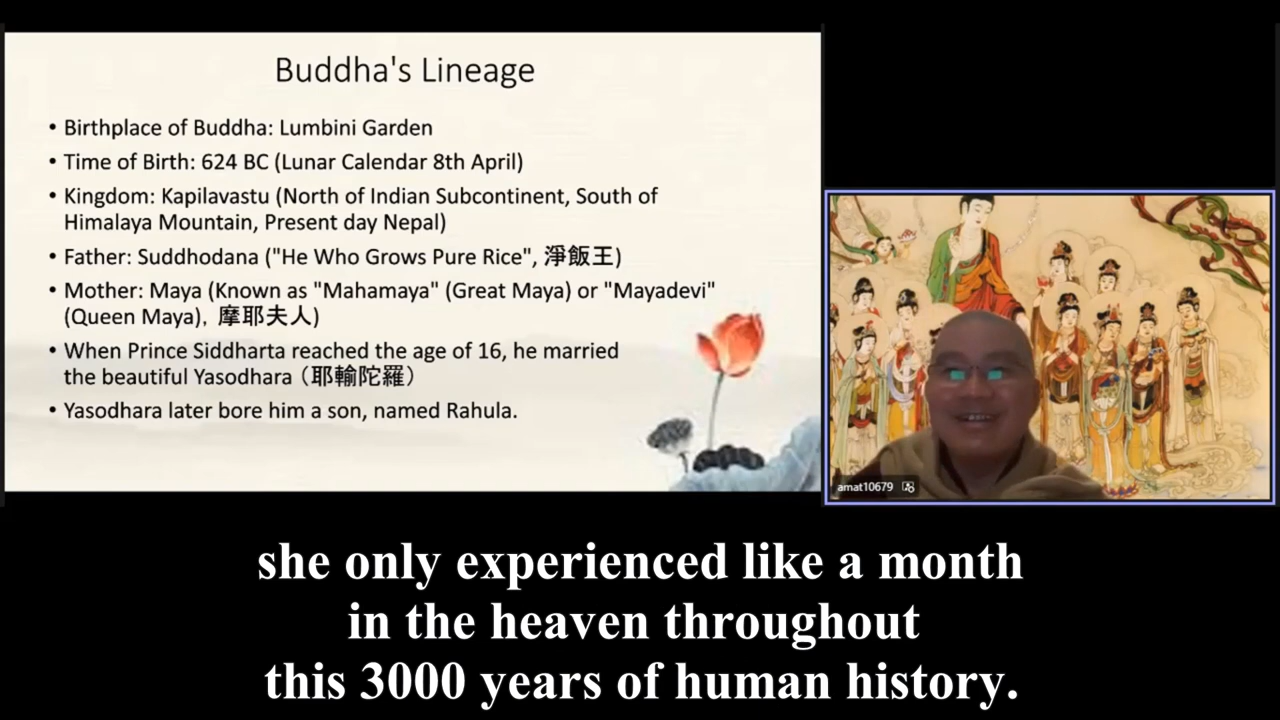 Buddha's Lineage
• Birthplace of Buddha: Lumbini Garden
• Time of Birth: 624 BC (Lunar Calendar 8th April)
• Kingdom: Kapilavastu (North of Indian Subcontinent, South of
Himalaya Mountain, Present day Nepal)
• Father: Suddhodana ("He Who Grows Pure Rice", 淨飯王)
• Mother: Maya (Known as "Mahamaya" (Great Maya) or "Mayadevi"
(Queen Maya), 摩耶夫人)
• When Prince Siddharta reached the age of 16, he married
the beautiful Yasodhara (耶輸陀羅)
• Yasodhara later bore him a son, named Rahula.
amat10679
she only experienced like a month
in the heaven throughout
this 3000 years of human history.